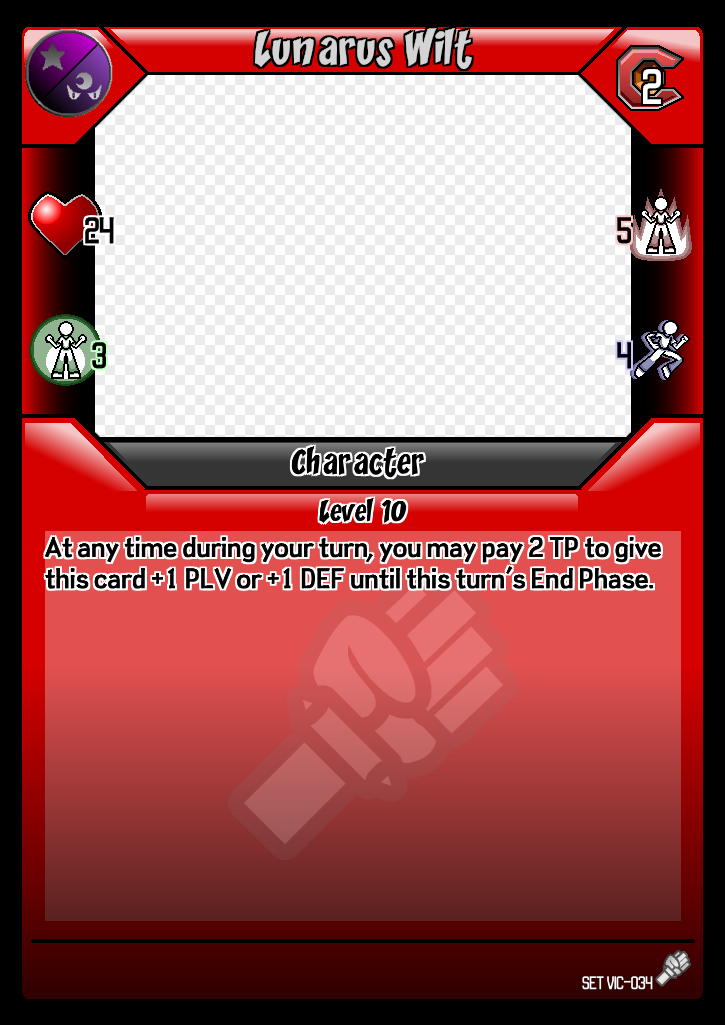 Lunarus Wilt
2
24
5
3
4
Character
Level 10
At any time during your turn, you may pay 2 TP to give
this card +1 PLV or +1 DEF until this turn's End Phase.
SET VIC-034